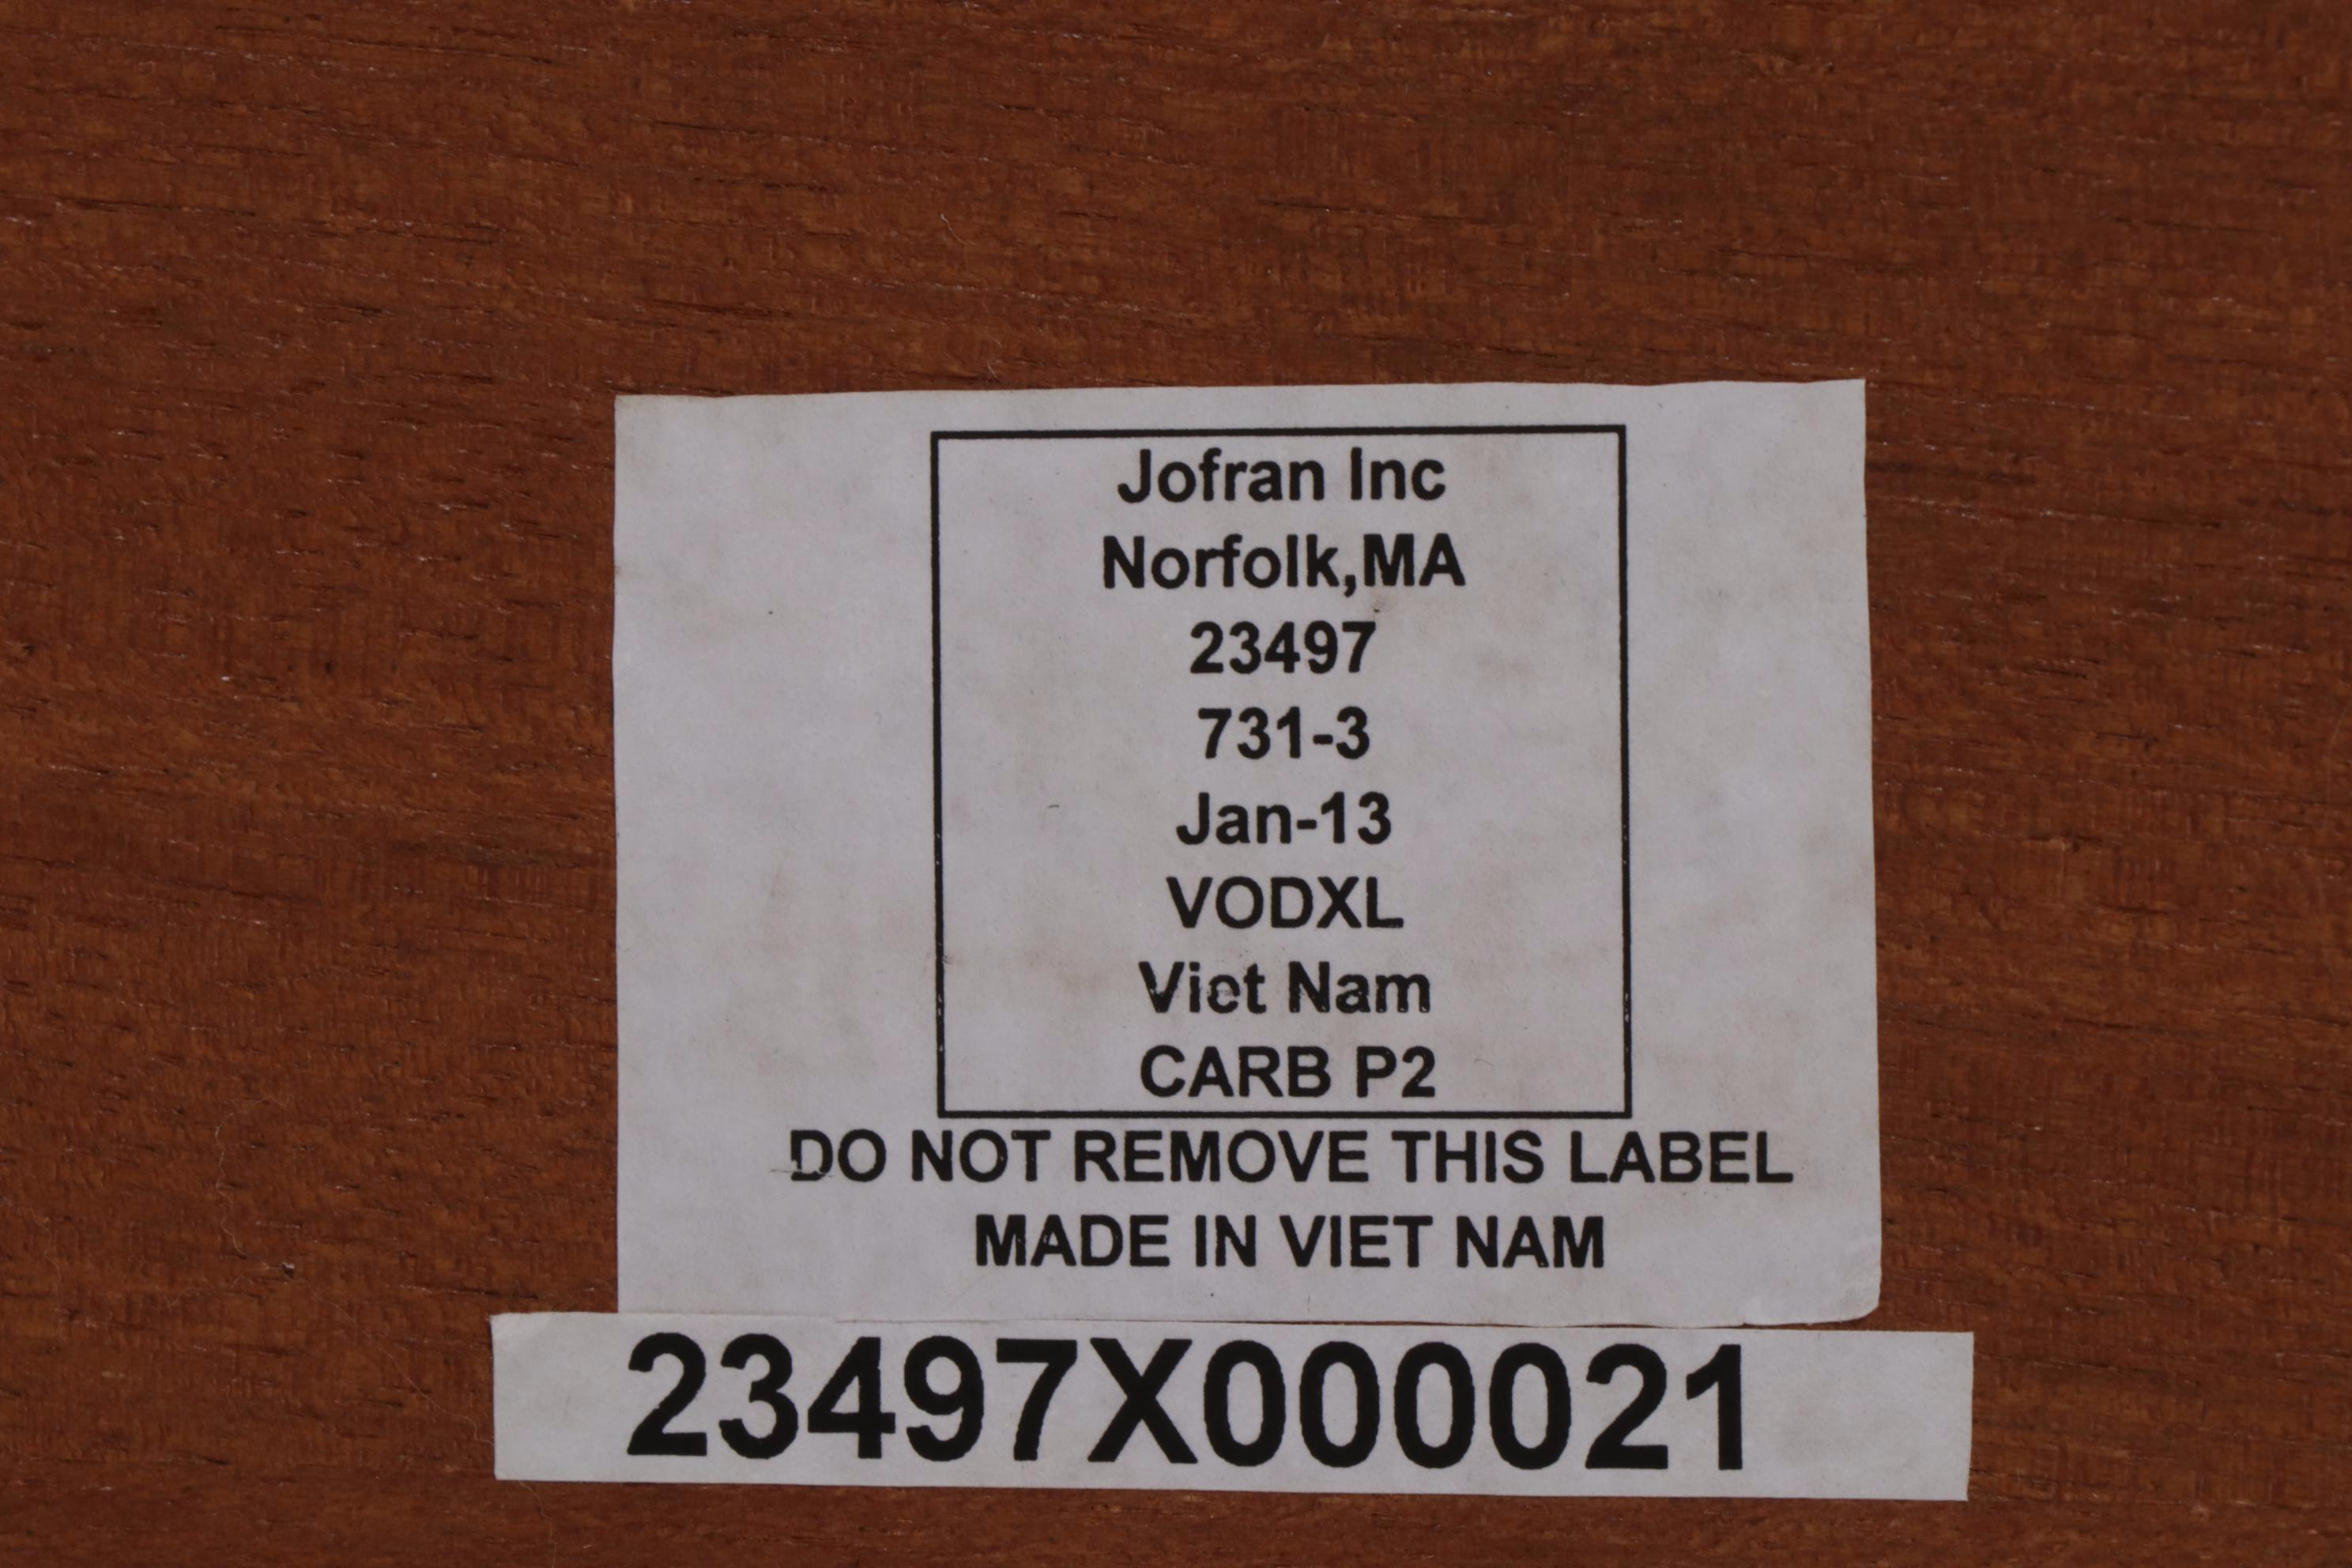 Jofran Inc
Norfolk,MA
23497
731-3
Jan-13
VODXL
Viet Nam
CARB P2
DO NOT REMOVE THIS LABEL
MADE IN VIET NAM
23497X000021